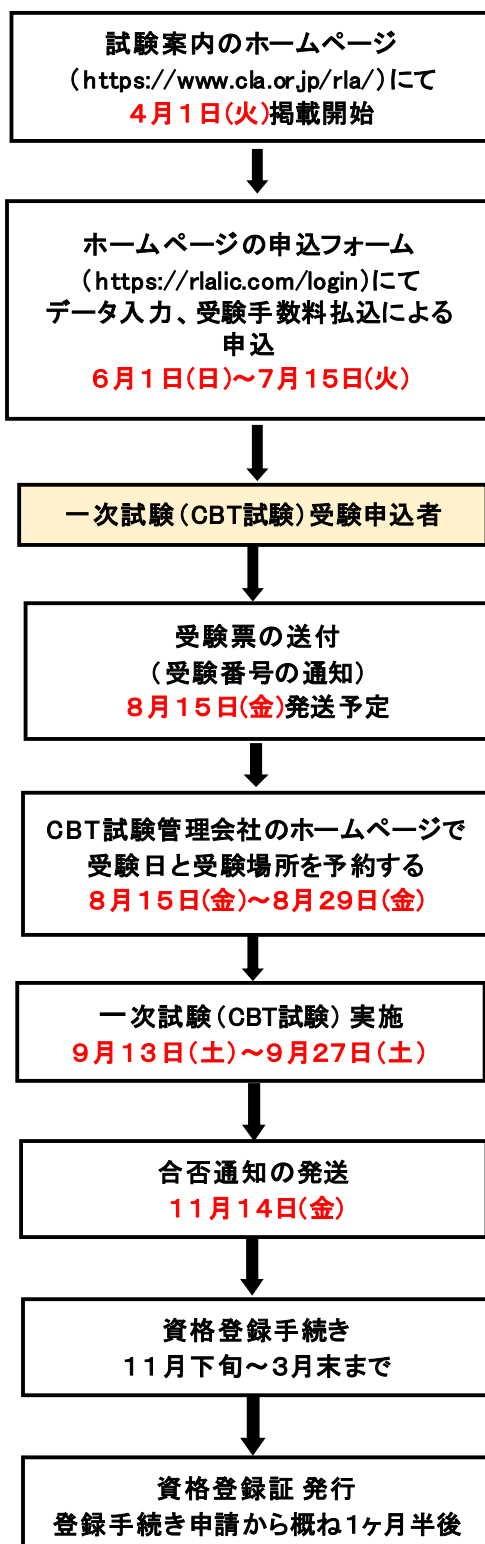 試験案内のホームページ
（https://www.cla.or.jp/rla/）にて
４月１日(火)掲載開始
ホームページの申込フォーム
（https://rlalic.com/login)にて
データ入力、受験手数料払込による
申込
６月１日(日)～７月１５日(火)
一次試験（CBT試験）受験申込者
受験票の送付
（受験番号の通知）
８月１５日(金)発送予定
CBT試験管理会社のホームページで
受験日と受験場所を予約する
８月１５日(金)～８月２９日(金)
一次試験（CBT試験） 実施
９月１３日（土）～９月２７日（土）
合否通知の発送
１１月１４日(金)
資格登録手続き
１１月下旬～３月末まで
資格登録証 発行
登録手続き申請から概ね１ヶ月半後